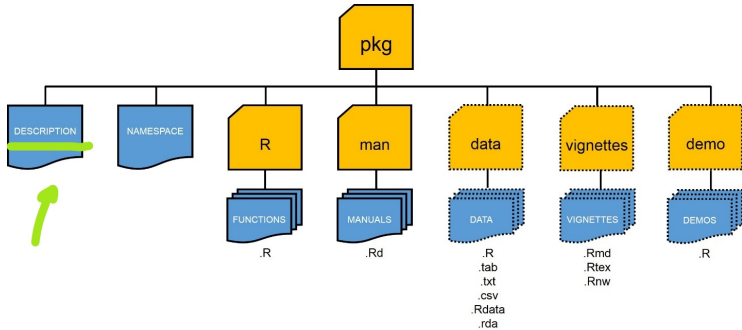 pkg
DESCRIPTION
NAMESPACE
R
man
data
vignettes
demo
FUNCTIONS
MANUALS
DATA
VIGNETTES
DEMOS
.R
.Rd
.R
.tab
.txt
.csv
.Rdata
.rda
.Rmd
.Rtex
.Rnw
.R